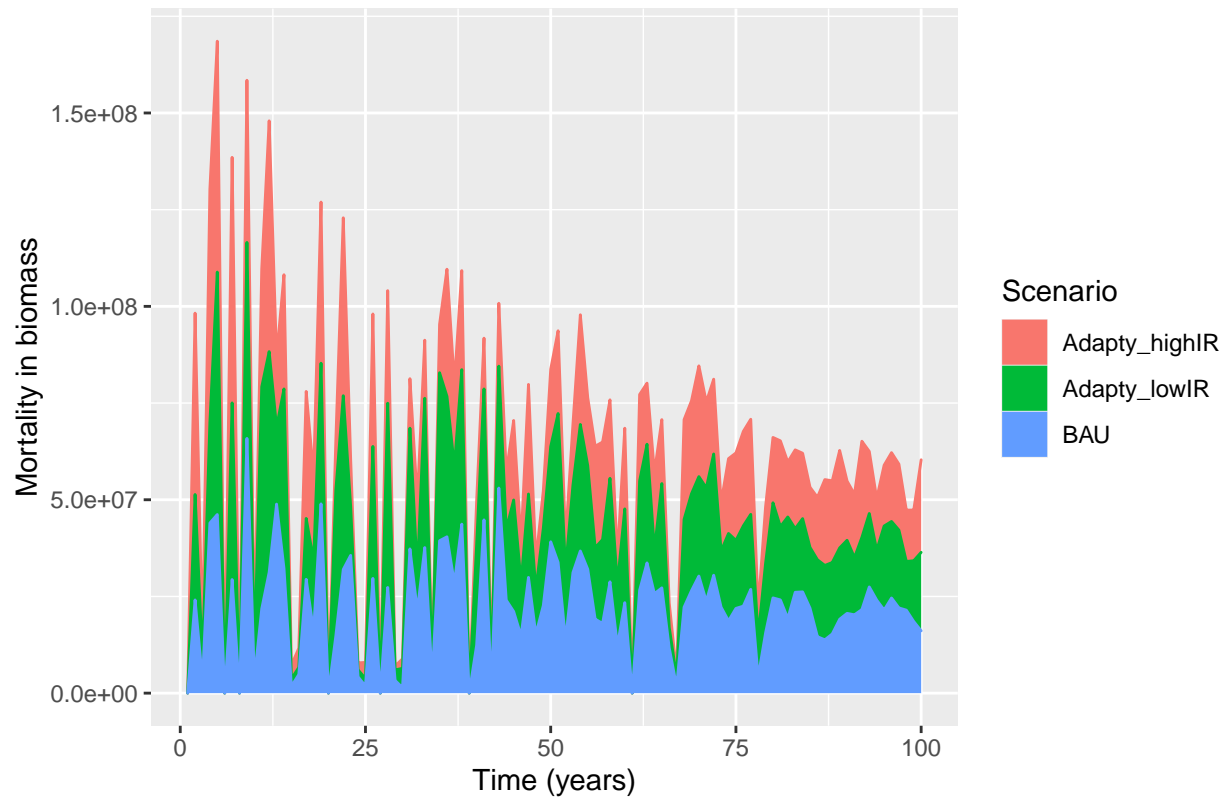 Mortality in biomass
1.5e+08
1.0e+08
5.0e+07
0.0e+00
0
25
50
75
100
Time (years)
Scenario
Adapty_highIR
Adapty_lowIR
BAU